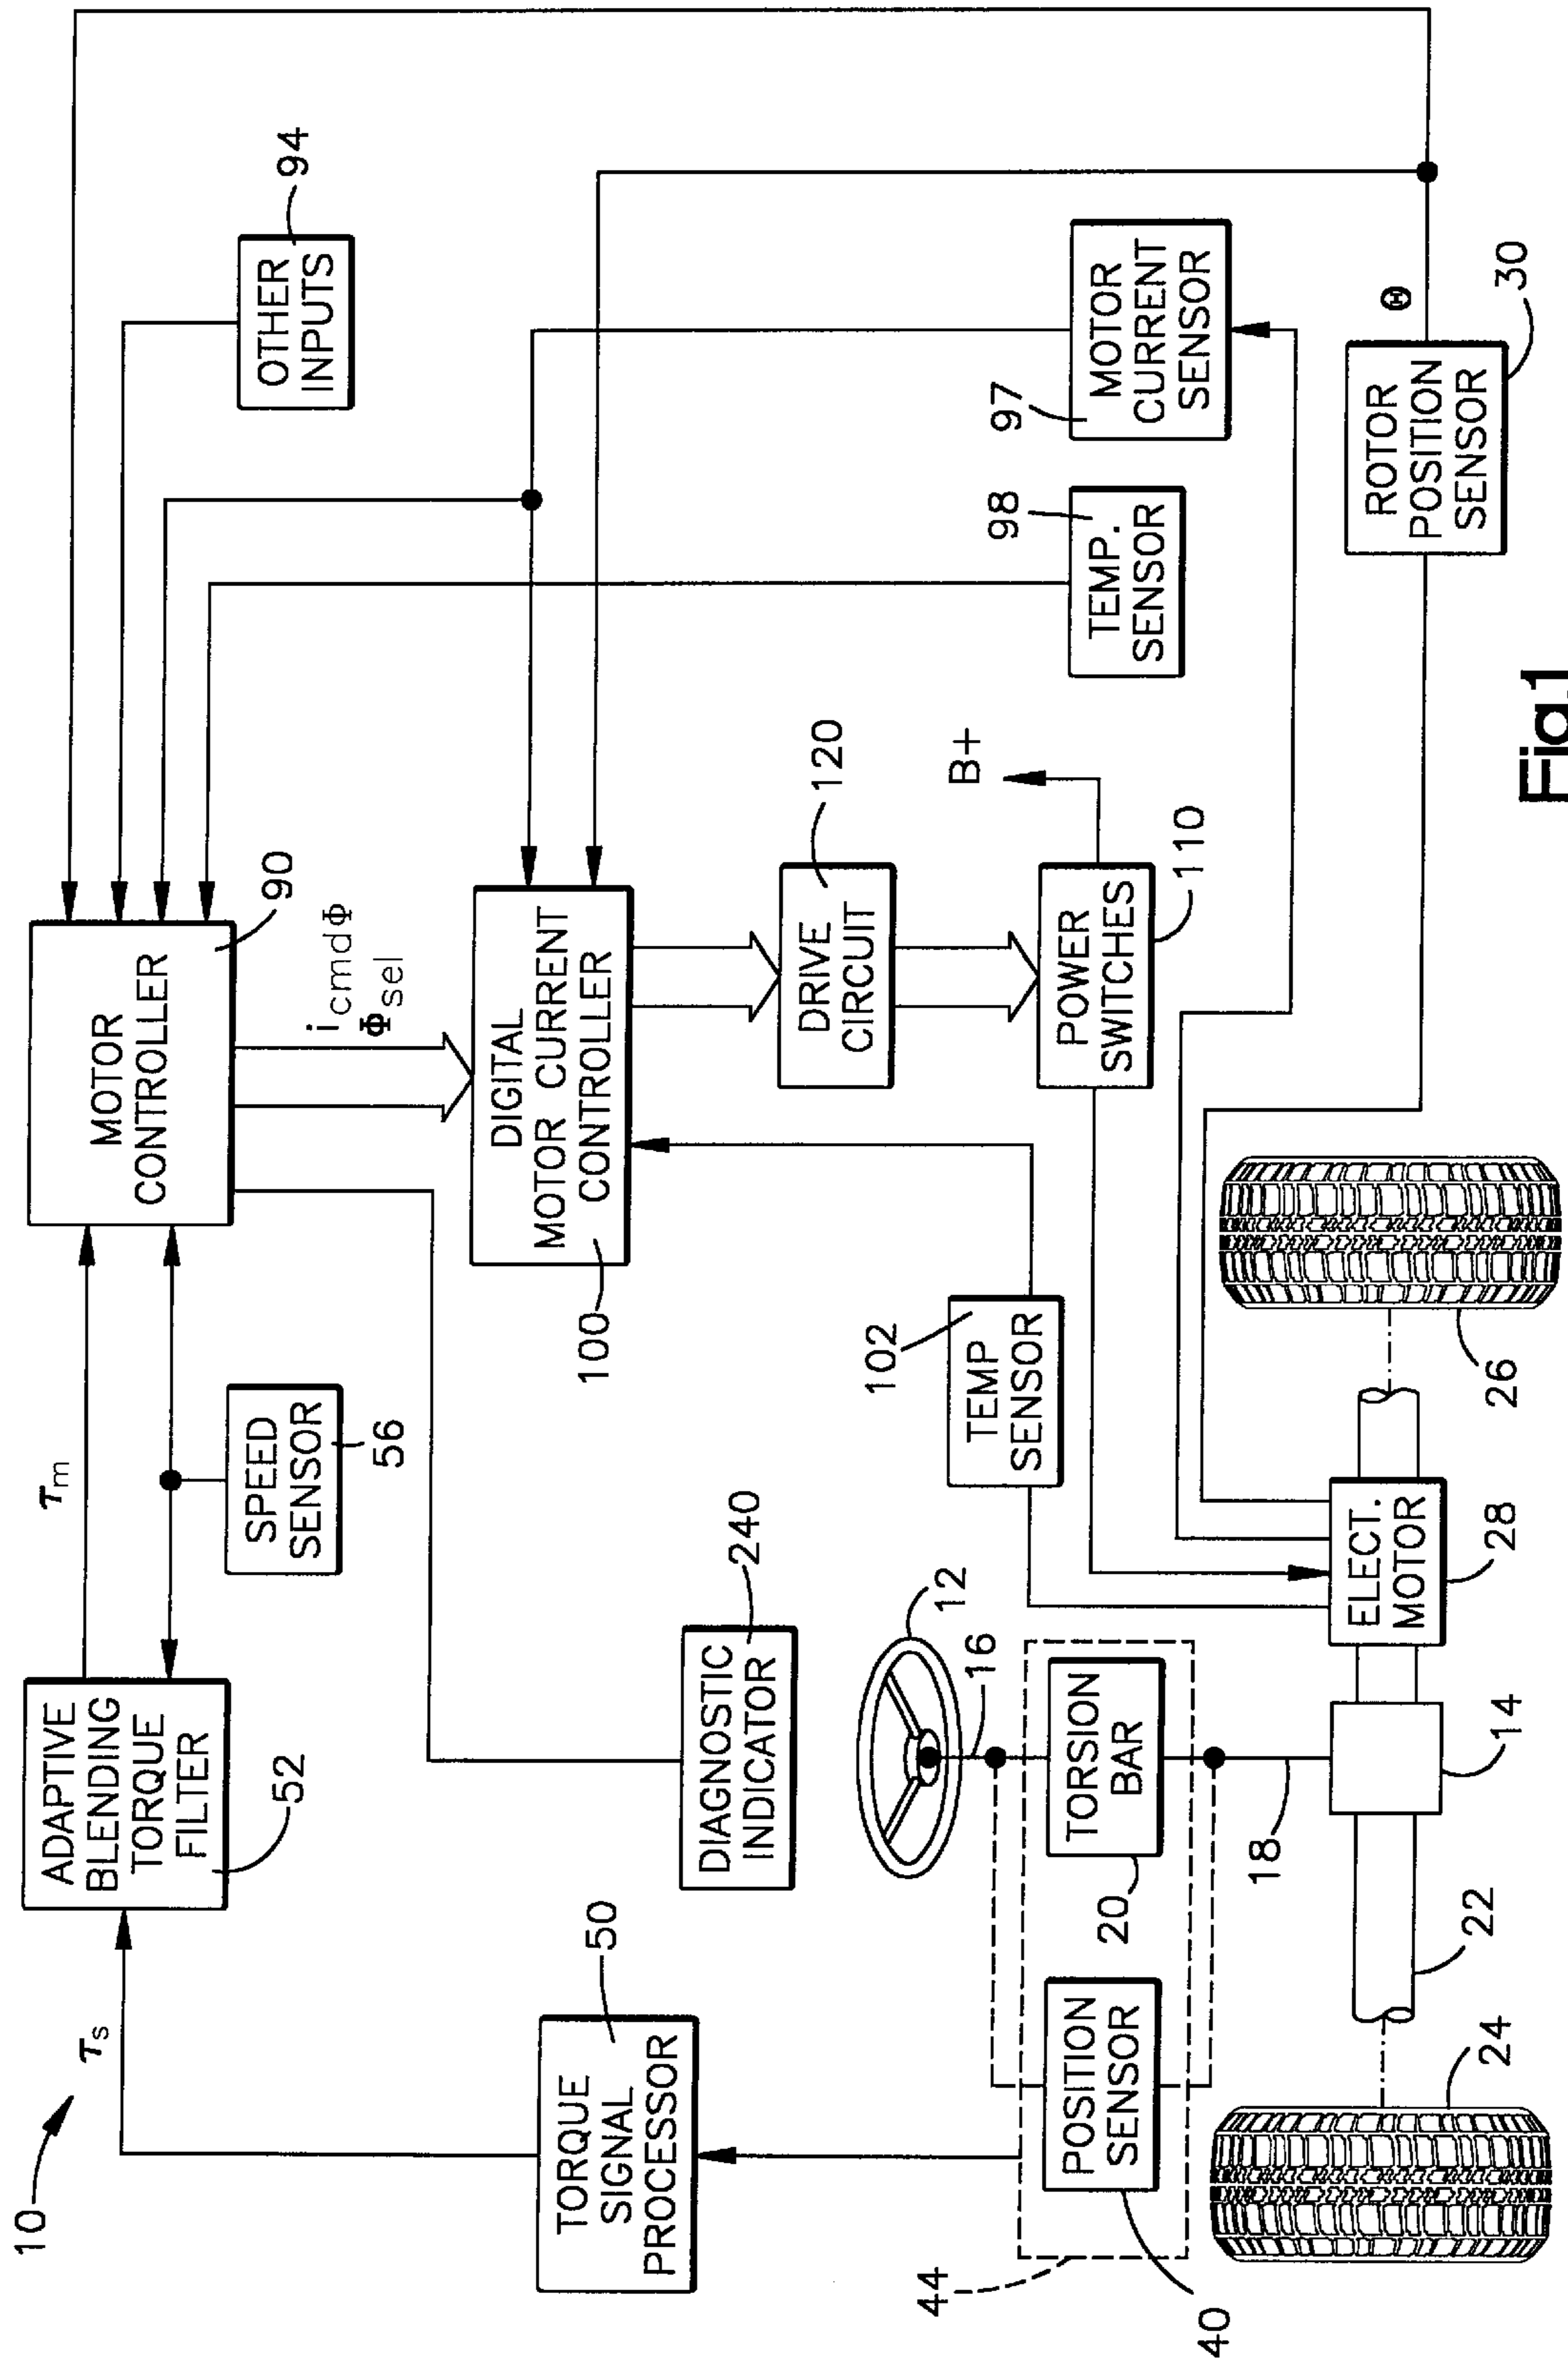 10
τs
ADAPTIVE
BLENDING
TORQUE
FILTER
52
τm
SPEED
SENSOR
56
MOTOR
CONTROLLER
90
OTHER
INPUTS
94
icmdΦ
Φsel
TORQUE
SIGNAL
PROCESSOR
50
DIAGNOSTIC
INDICATOR
240
DIGITAL
MOTOR CURRENT
CONTROLLER
100
DRIVE
CIRCUIT
120
POWER
SWITCHES
110
B+
TEMP.
SENSOR
98
MOTOR
CURRENT
SENSOR
97
TEMP
SENSOR
102
12
16
TORSION
BAR
20
POSITION
SENSOR
40
44
18
ELECT.
MOTOR
28
14
22
24
26
ROTOR
POSITION
SENSOR
30
Θ
Fig.1